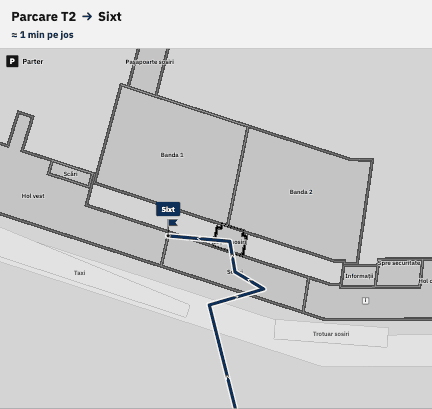 Parcare T2 → Sixt
≈ 1 min pe jos
P Parter
Pașapoarte sosiri
Banda 1
Banda 2
Scări
Hol vest
Sixt
Taxi
Informații
Spre securitate
Trotuar sosiri